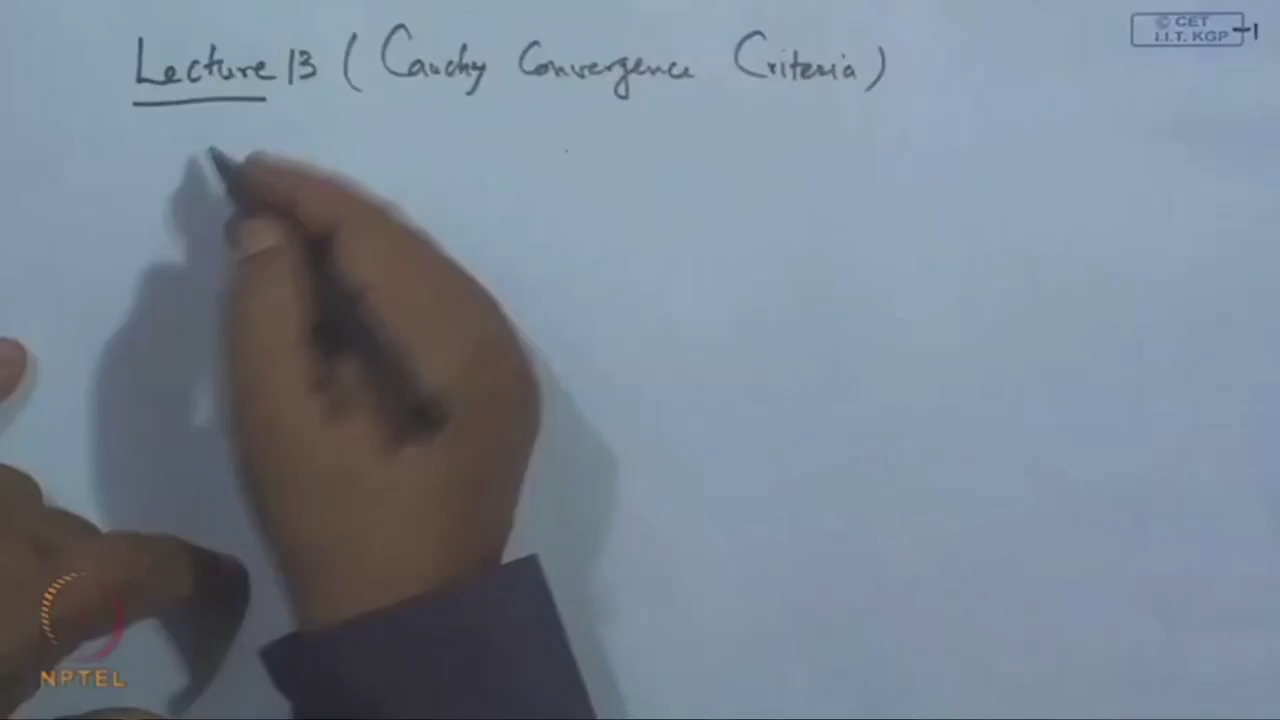 Lecture 13 ( Cauchy Convergence Criteria )
© CET
I.I.T. KGP
NPTEL